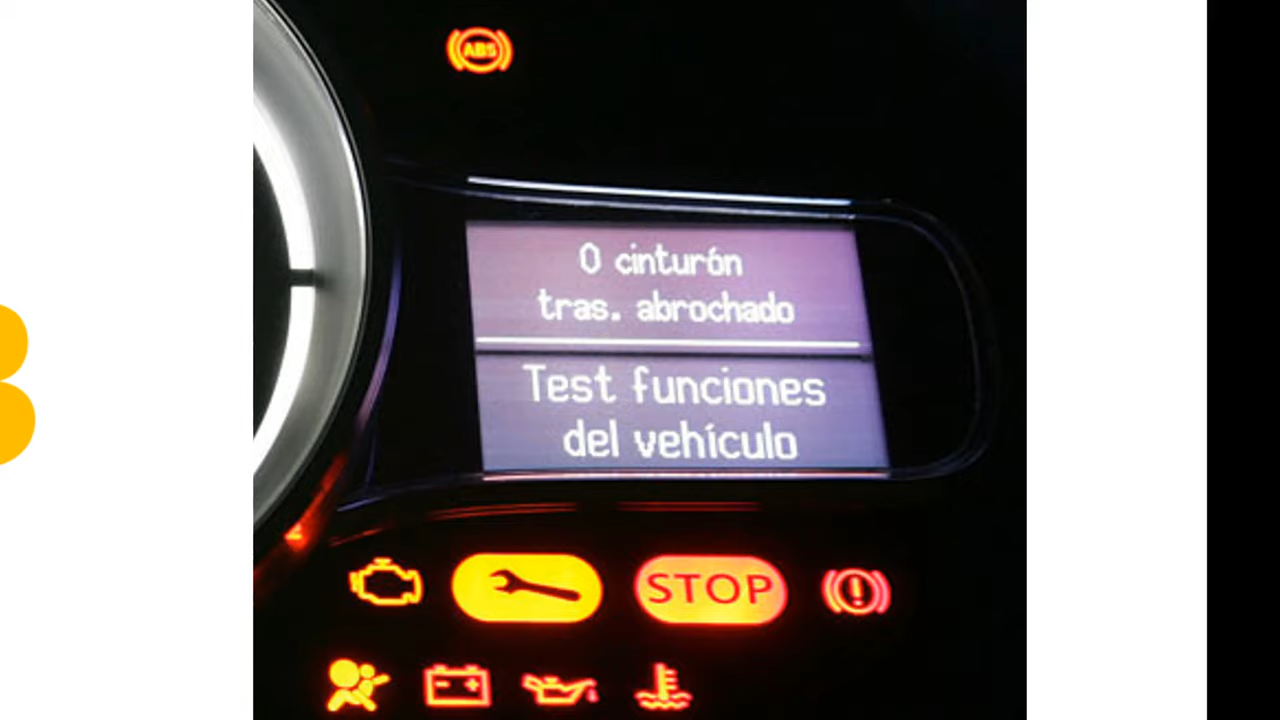 ABS
0 cinturón
tras. abrochado
Test funciones
del vehículo
STOP